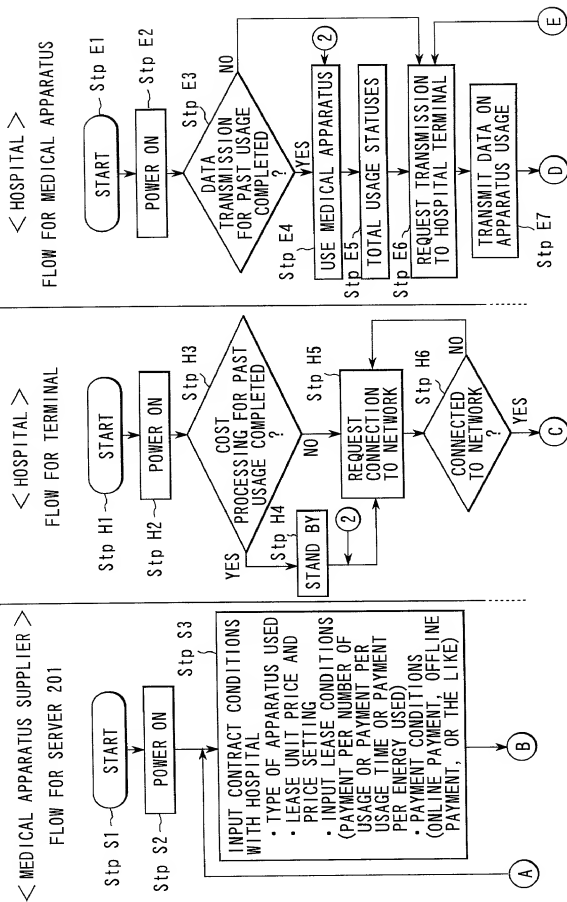 < MEDICAL APPARATUS SUPPLIER >
FLOW FOR SERVER 201
Stp S1
START
Stp S2
POWER ON
Stp S3
INPUT CONTRACT CONDITIONS
WITH HOSPITAL
• TYPE OF APPARATUS USED
• LEASE UNIT PRICE AND
PRICE SETTING
• INPUT LEASE CONDITIONS
(PAYMENT PER NUMBER OF
USAGE OR PAYMENT PER
USAGE TIME OR PAYMENT
PER ENERGY USED)
• PAYMENT CONDITIONS
(ONLINE PAYMENT, OFFLINE
PAYMENT, OR THE LIKE)
A
B
< HOSPITAL >
FLOW FOR TERMINAL
Stp H1
START
Stp H2
POWER ON
Stp H3
COST
PROCESSING FOR PAST
USAGE COMPLETED
?
YES
NO
Stp H4
STAND BY
2
Stp H5
REQUEST
CONNECTION
TO NETWORK
Stp H6
CONNECTED
TO NETWORK
?
NO
YES
C
< HOSPITAL >
FLOW FOR MEDICAL APPARATUS
Stp E1
START
Stp E2
POWER ON
Stp E3
DATA
TRANSMISSION
FOR PAST USAGE
COMPLETED
?
NO
YES
Stp E4
USE MEDICAL APPARATUS
2
Stp E5
TOTAL USAGE STATUSES
Stp E6
REQUEST TRANSMISSION
TO HOSPITAL TERMINAL
TRANSMIT DATA ON
APPARATUS USAGE
Stp E7
D
E